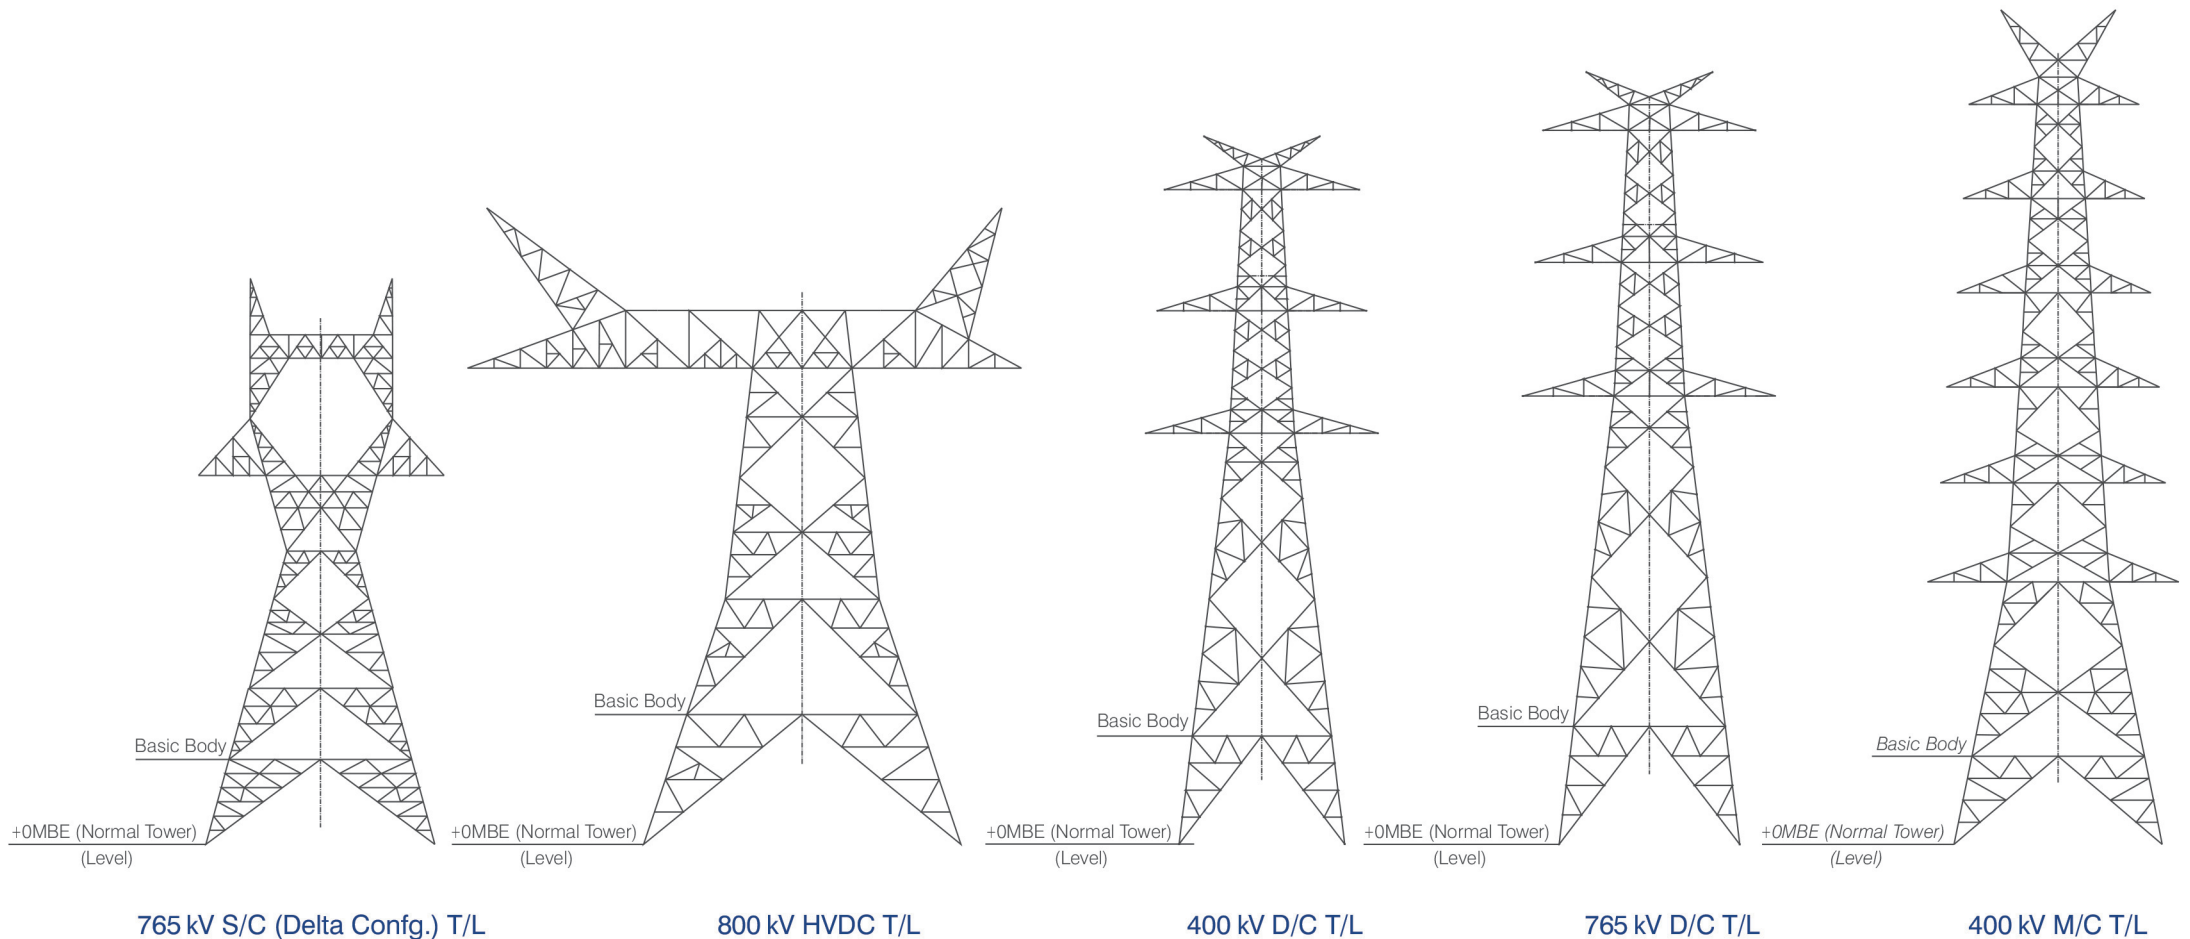 Basic Body
+0MBE (Normal Tower)
(Level)
765 kV S/C (Delta Confg.) T/L
Basic Body
+0MBE (Normal Tower)
(Level)
800 kV HVDC T/L
Basic Body
+0MBE (Normal Tower)
(Level)
400 kV D/C T/L
Basic Body
+0MBE (Normal Tower)
(Level)
765 kV D/C T/L
Basic Body
+0MBE (Normal Tower)
(Level)
400 kV M/C T/L